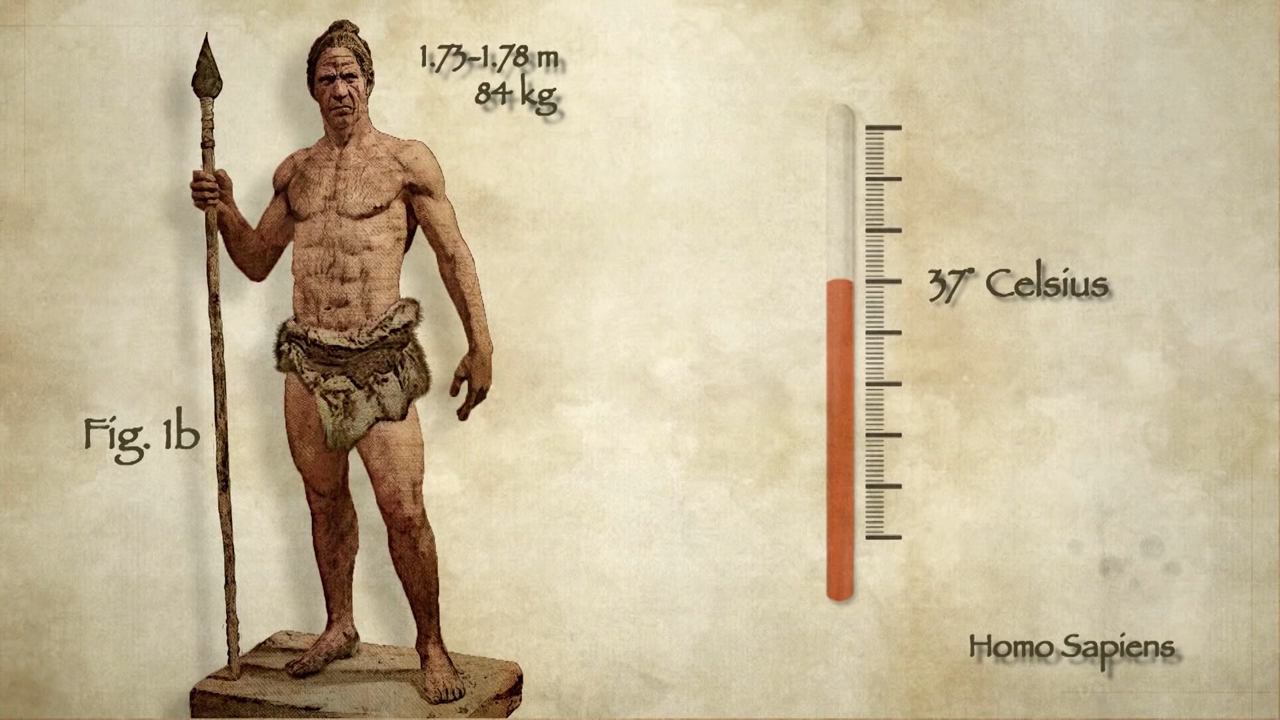 1.73-1.78 m
84 kg
37° Celsius
Fig. 1b
Homo Sapiens